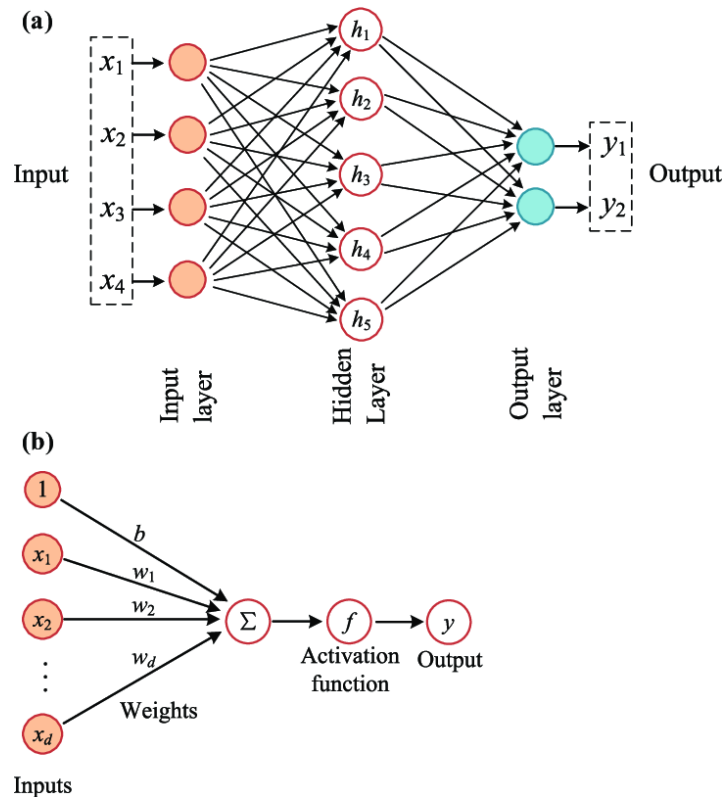 (a)
Input
x1
x2
x3
x4
h1
h2
h3
h4
h5
y1
y2
Output
Input
layer
Hidden
Layer
Output
layer
(b)
1
x1
x2
⋮
xd
Inputs
b
w1
w2
wd
Weights
Σ
f
Activation
function
y
Output